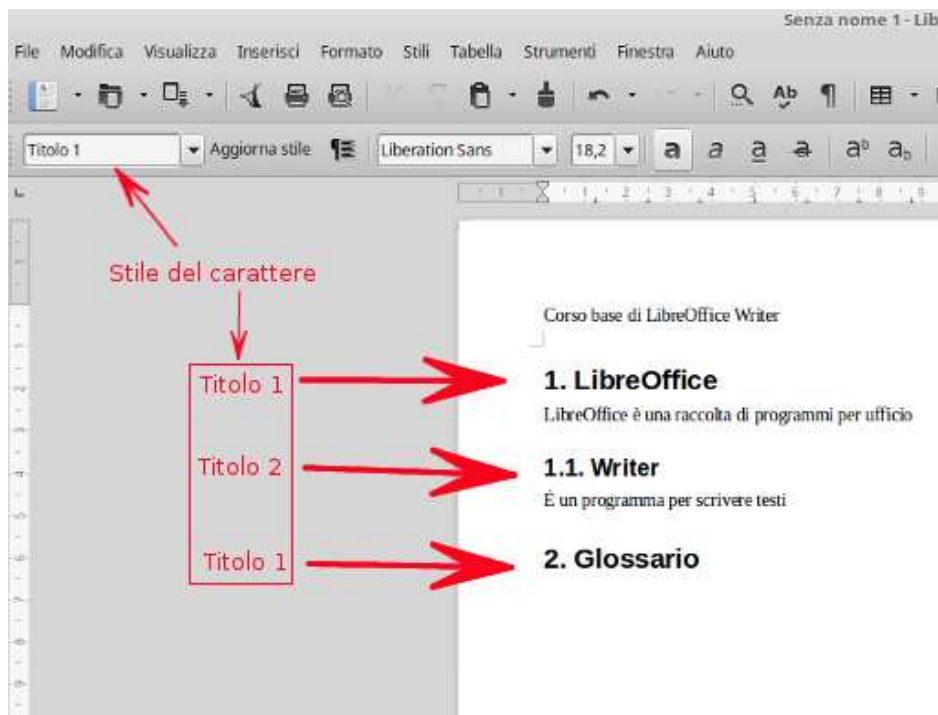 Senza nome 1 - Lib
File Modifica Visualizza Inserisci Formato Stili Tabella Strumenti Finestra Aiuto
Titolo 1 Aggiorna stile Liberation Sans 18,2 a a a a ab ab
Stile del carattere
Corso base di LibreOffice Writer
Titolo 1 1. LibreOffice
LibreOffice è una raccolta di programmi per ufficio
Titolo 2 1.1. Writer
È un programma per scrivere testi
Titolo 1 2. Glossario